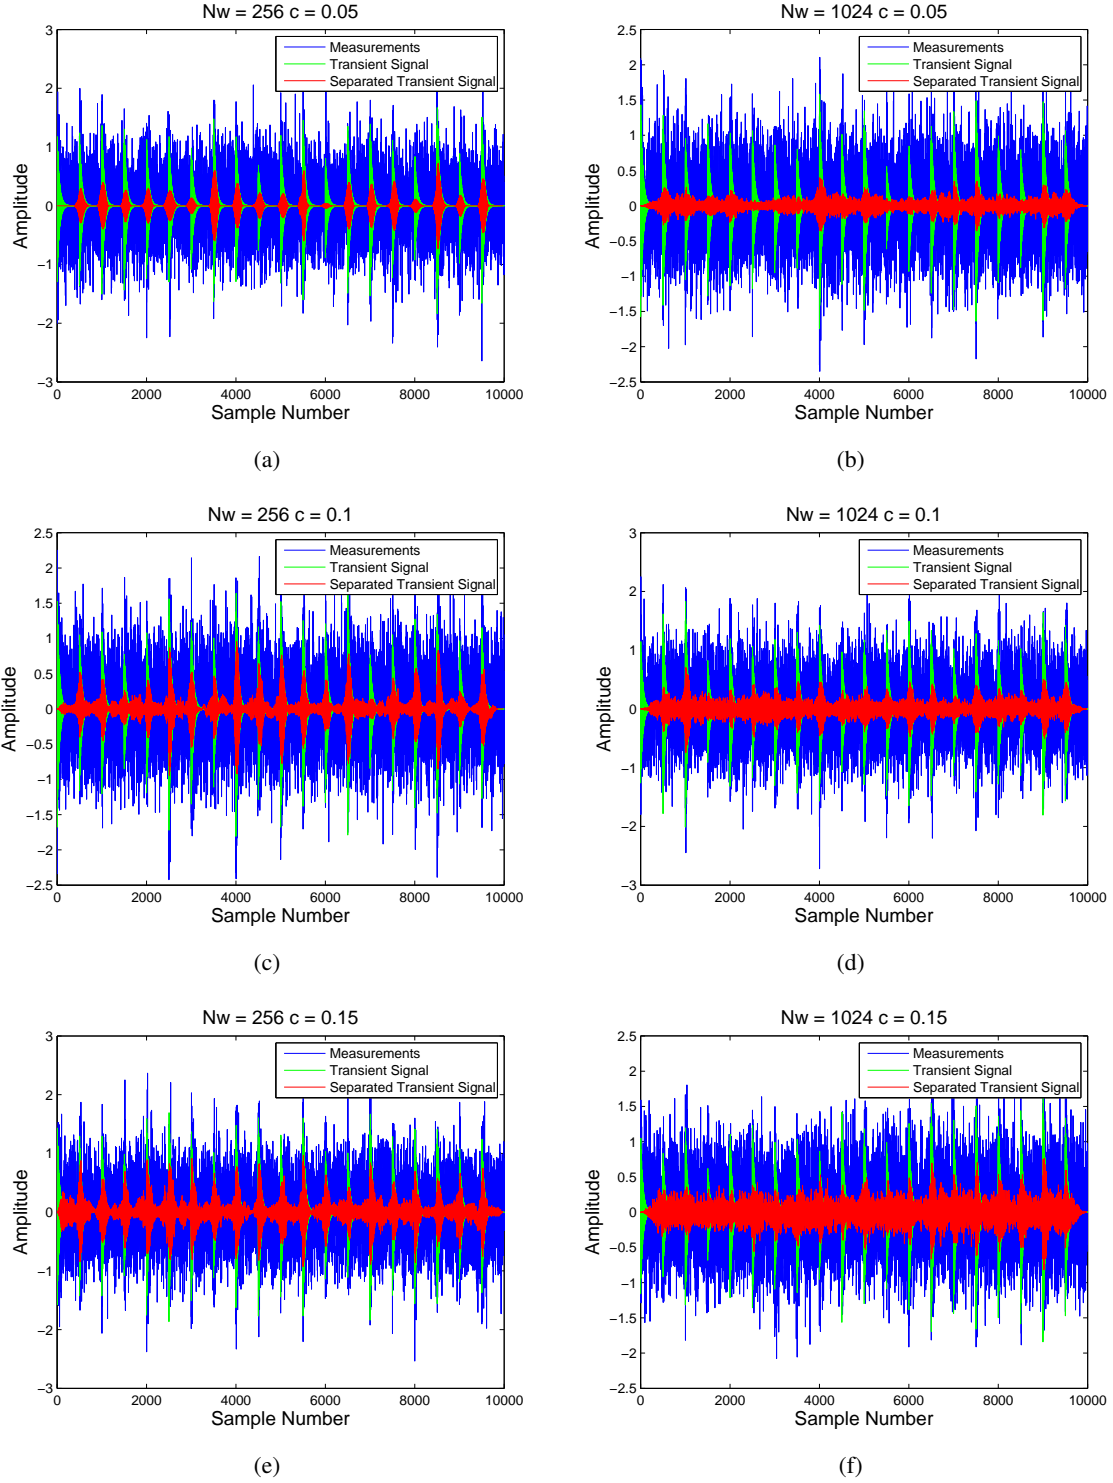 Nw = 256 c = 0.05
3
2
1
0
−1
−2
−3
0
2000
4000
6000
8000
10000
Amplitude
Sample Number
Measurements
Transient Signal
Separated Transient Signal
(a)
Nw = 1024 c = 0.05
2.5
2
1.5
1
0.5
0
−0.5
−1
−1.5
−2
−2.5
0
2000
4000
6000
8000
10000
Amplitude
Sample Number
Measurements
Transient Signal
Separated Transient Signal
(b)
Nw = 256 c = 0.1
2.5
2
1.5
1
0.5
0
−0.5
−1
−1.5
−2
−2.5
0
2000
4000
6000
8000
10000
Amplitude
Sample Number
Measurements
Transient Signal
Separated Transient Signal
(c)
Nw = 1024 c = 0.1
3
2
1
0
−1
−2
−3
0
2000
4000
6000
8000
10000
Amplitude
Sample Number
Measurements
Transient Signal
Separated Transient Signal
(d)
Nw = 256 c = 0.15
3
2
1
0
−1
−2
−3
0
2000
4000
6000
8000
10000
Amplitude
Sample Number
Measurements
Transient Signal
Separated Transient Signal
(e)
Nw = 1024 c = 0.15
2.5
2
1.5
1
0.5
0
−0.5
−1
−1.5
−2
−2.5
0
2000
4000
6000
8000
10000
Amplitude
Sample Number
Measurements
Transient Signal
Separated Transient Signal
(f)